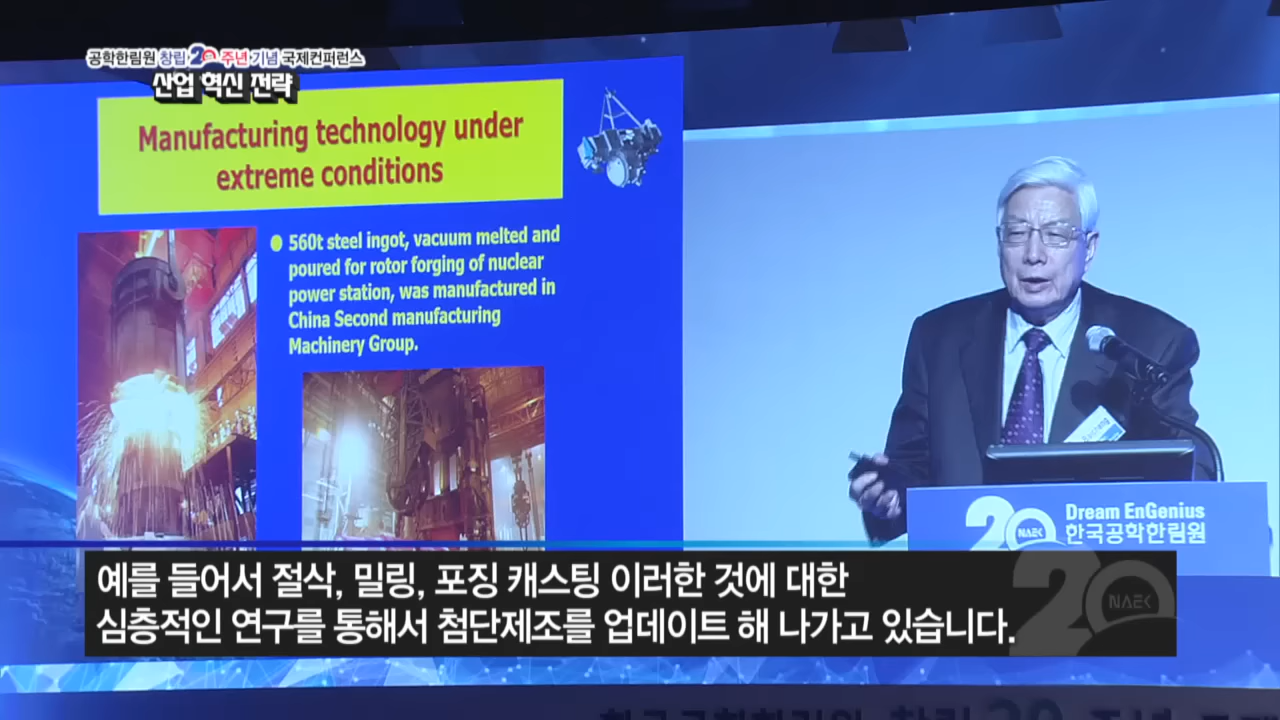 공학한림원 창립 20 주년 기념 국제컨퍼런스
산업 혁신 전략
Manufacturing technology under
extreme conditions
560t steel ingot, vacuum melted and
poured for rotor forging of nuclear
power station, was manufactured in
China Second manufacturing
Machinery Group.
20 NAEK
Dream EnGenius
한국공학한림원
예를 들어서 절삭, 밀링, 포징 캐스팅 이러한 것에 대한
심층적인 연구를 통해서 첨단제조를 업데이트 해 나가고 있습니다.
20 NAEK